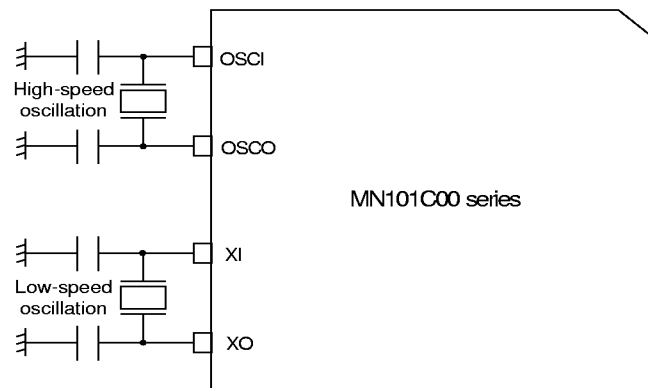 OSCI
High-speed
oscillation
OSCO
MN101C00 series
XI
Low-speed
oscillation
XO